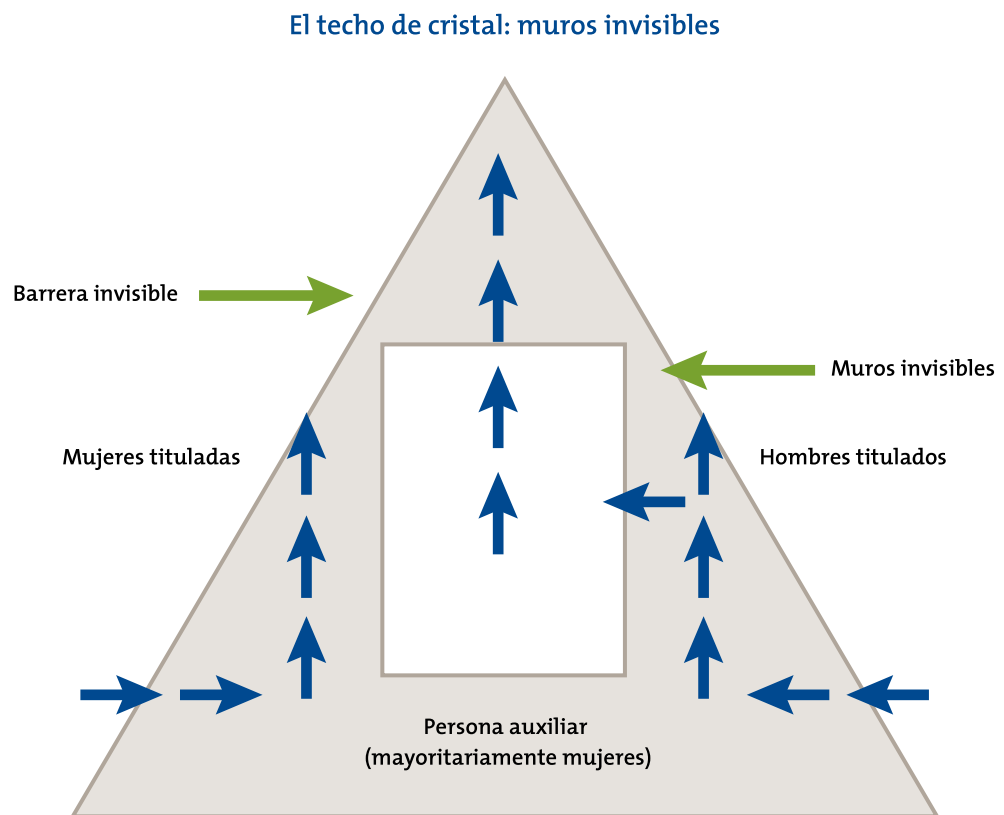 El techo de cristal: muros invisibles
Barrera invisible
Muros invisibles
Mujeres tituladas
Hombres titulados
Persona auxiliar
(mayoritariamente mujeres)